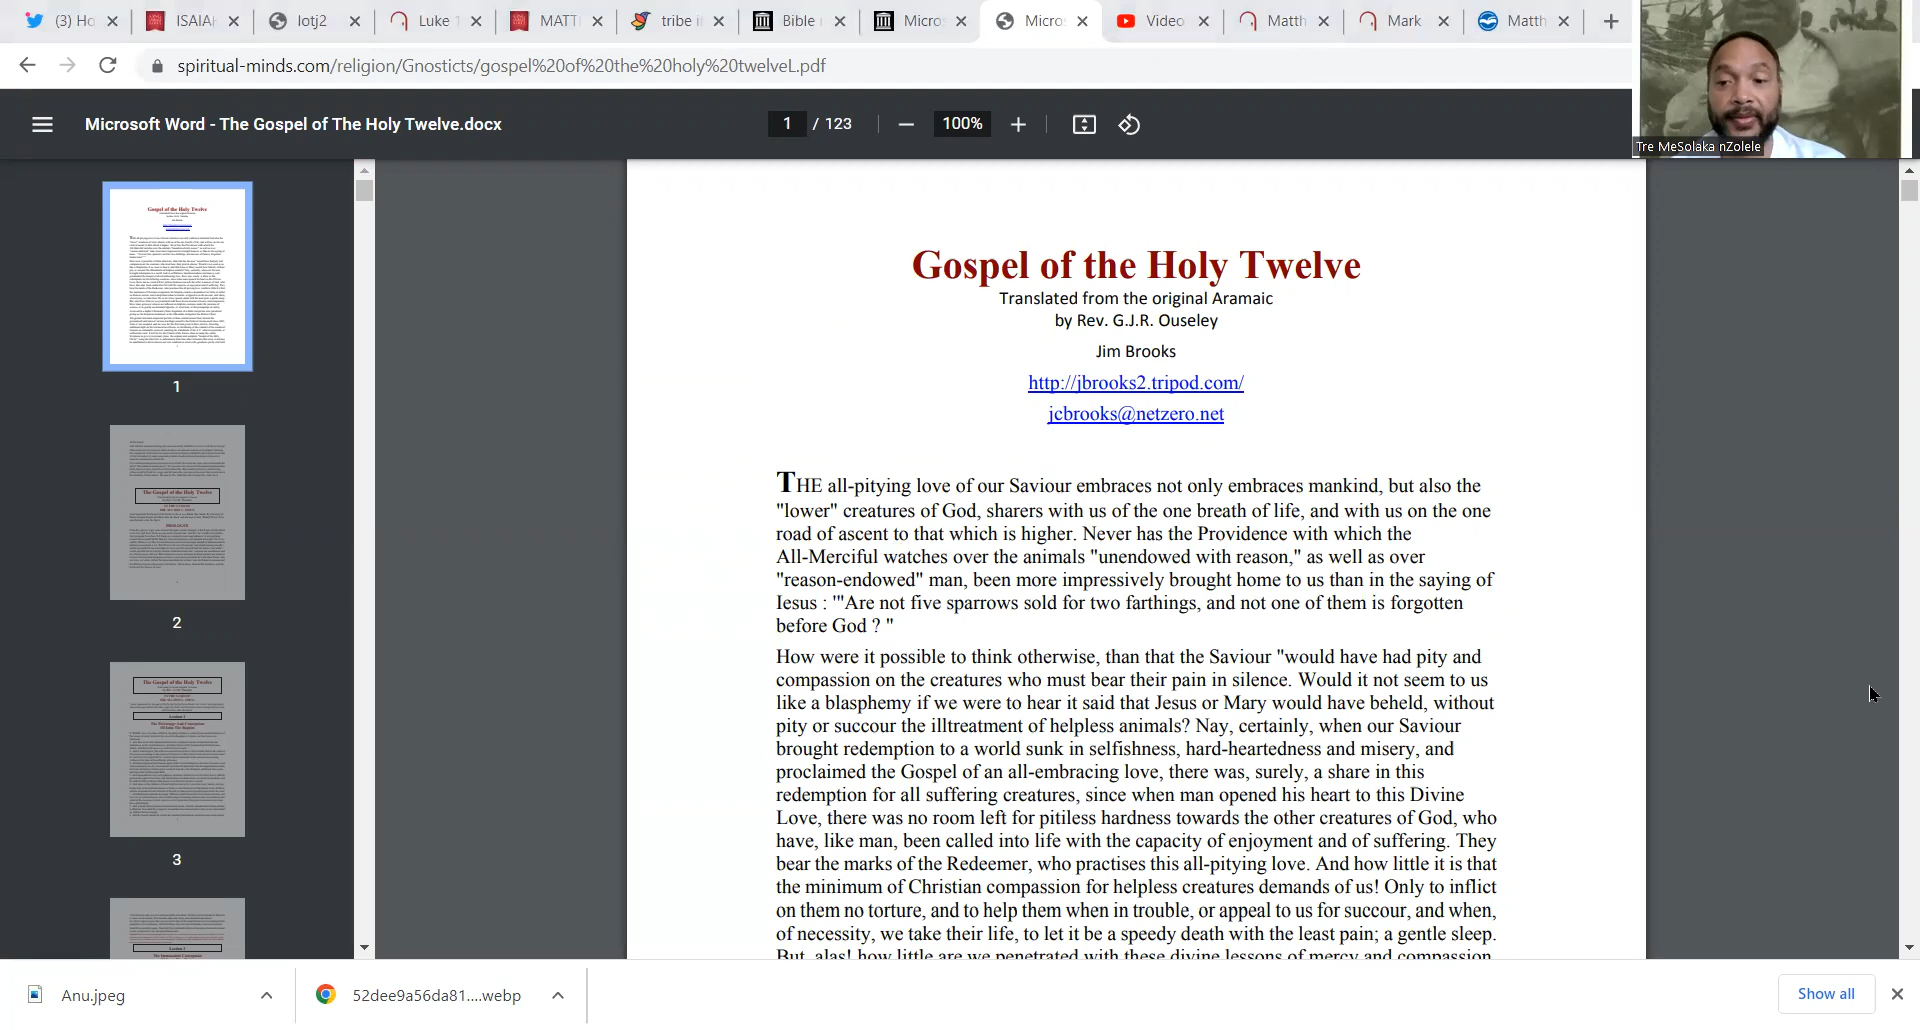 (3) Ho
ISAIA
lotj2
Luke 1
MATT
tribe i
Bible
Micros
Micros
Video
Matth
Mark
Matth
spiritual-minds.com/religion/Gnosticts/gospel%20of%20the%20holy%20twelveL.pdf
Tre MeSolaka nZolele
Microsoft Word - The Gospel of The Holy Twelve.docx
1 / 123
100%
1
2
3
Gospel of the Holy Twelve
Translated from the original Aramaic
by Rev. G.J.R. Ouseley
Jim Brooks
http://jbrooks2.tripod.com/
jcbrooks@netzero.net
THE all-pitying love of our Saviour embraces not only embraces mankind, but also the
"lower" creatures of God, sharers with us of the one breath of life, and with us on the one
road of ascent to that which is higher. Never has the Providence with which the
All-Merciful watches over the animals "unendowed with reason," as well as over
"reason-endowed" man, been more impressively brought home to us than in the saying of
Iesus : '"Are not five sparrows sold for two farthings, and not one of them is forgotten
before God ? "
How were it possible to think otherwise, than that the Saviour "would have had pity and
compassion on the creatures who must bear their pain in silence. Would it not seem to us
like a blasphemy if we were to hear it said that Jesus or Mary would have beheld, without
pity or succour the illtreatment of helpless animals? Nay, certainly, when our Saviour
brought redemption to a world sunk in selfishness, hard-heartedness and misery, and
proclaimed the Gospel of an all-embracing love, there was, surely, a share in this
redemption for all suffering creatures, since when man opened his heart to this Divine
Love, there was no room left for pitiless hardness towards the other creatures of God, who
have, like man, been called into life with the capacity of enjoyment and of suffering. They
bear the marks of the Redeemer, who practises this all-pitying love. And how little it is that
the minimum of Christian compassion for helpless creatures demands of us! Only to inflict
on them no torture, and to help them when in trouble, or appeal to us for succour, and when,
of necessity, we take their life, to let it be a speedy death with the least pain; a gentle sleep.
But, alas! how little are we penetrated with these divine lessons of mercy and compassion.
Anu.jpeg
52dee9a56da81....webp
Show all